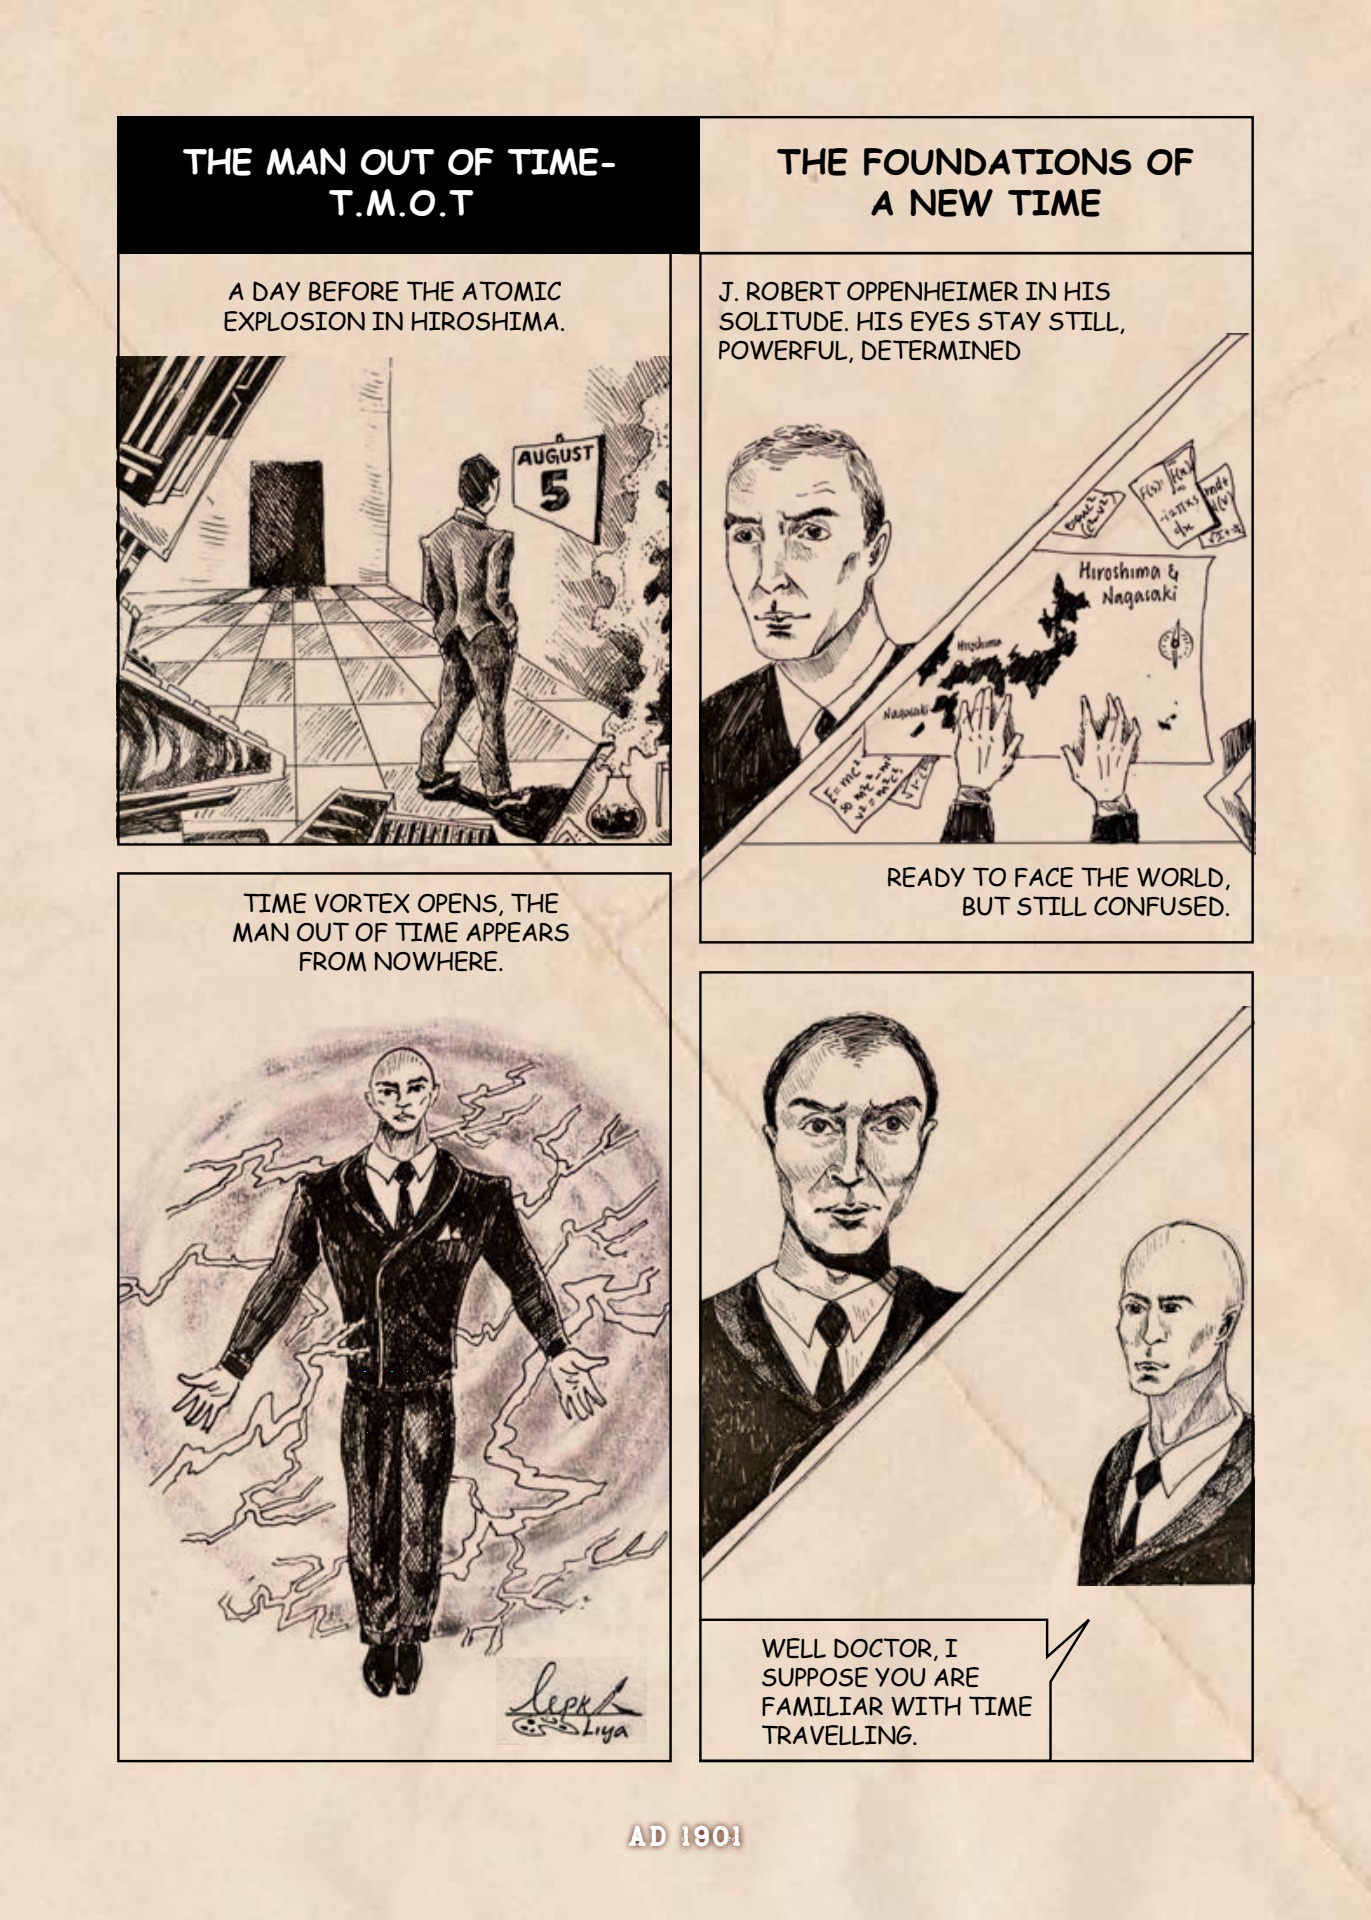 THE MAN OUT OF TIME-
T.M.O.T
THE FOUNDATIONS OF
A NEW TIME
A DAY BEFORE THE ATOMIC
EXPLOSION IN HIROSHIMA.
AUGUST
5
J. ROBERT OPPENHEIMER IN HIS
SOLITUDE. HIS EYES STAY STILL,
POWERFUL, DETERMINED
Hiroshima &
Nagasaki
Hiroshima
Nagasaki
E=mc²
READY TO FACE THE WORLD,
BUT STILL CONFUSED.
TIME VORTEX OPENS, THE
MAN OUT OF TIME APPEARS
FROM NOWHERE.
Liya
WELL DOCTOR, I
SUPPOSE YOU ARE
FAMILIAR WITH TIME
TRAVELLING.
AD 1901